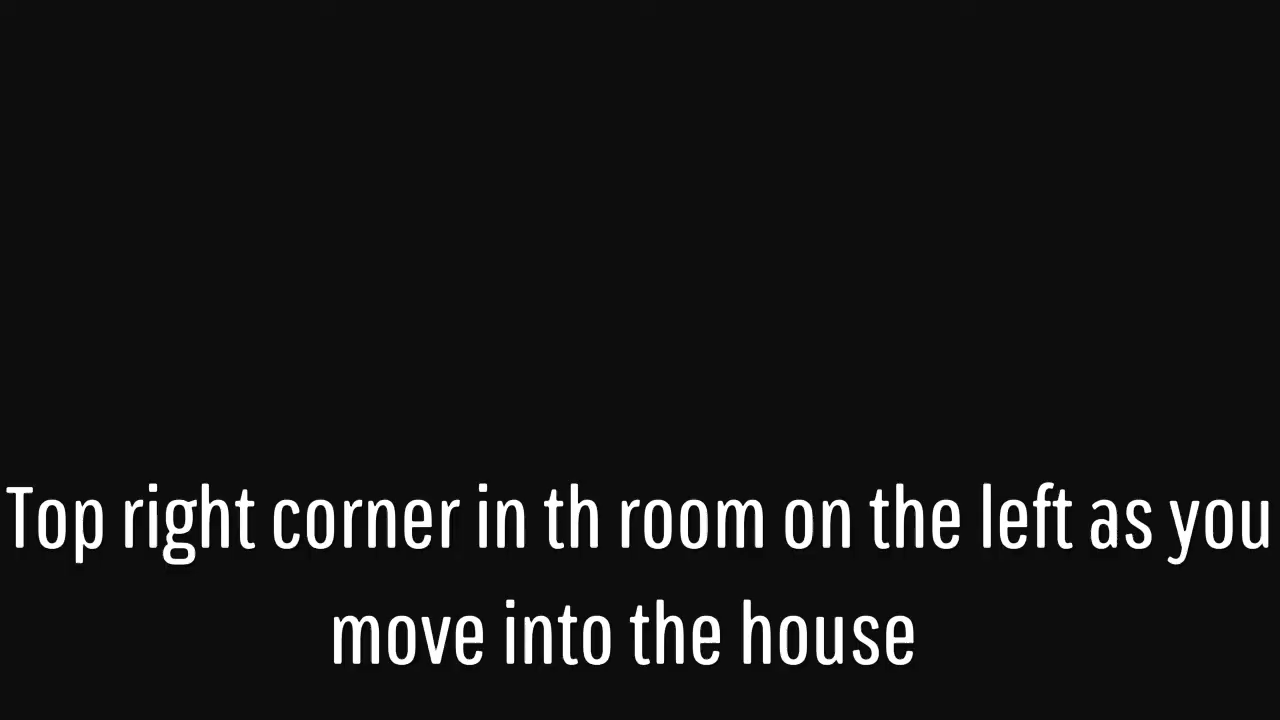 Top right corner in th room on the left as you
move into the house